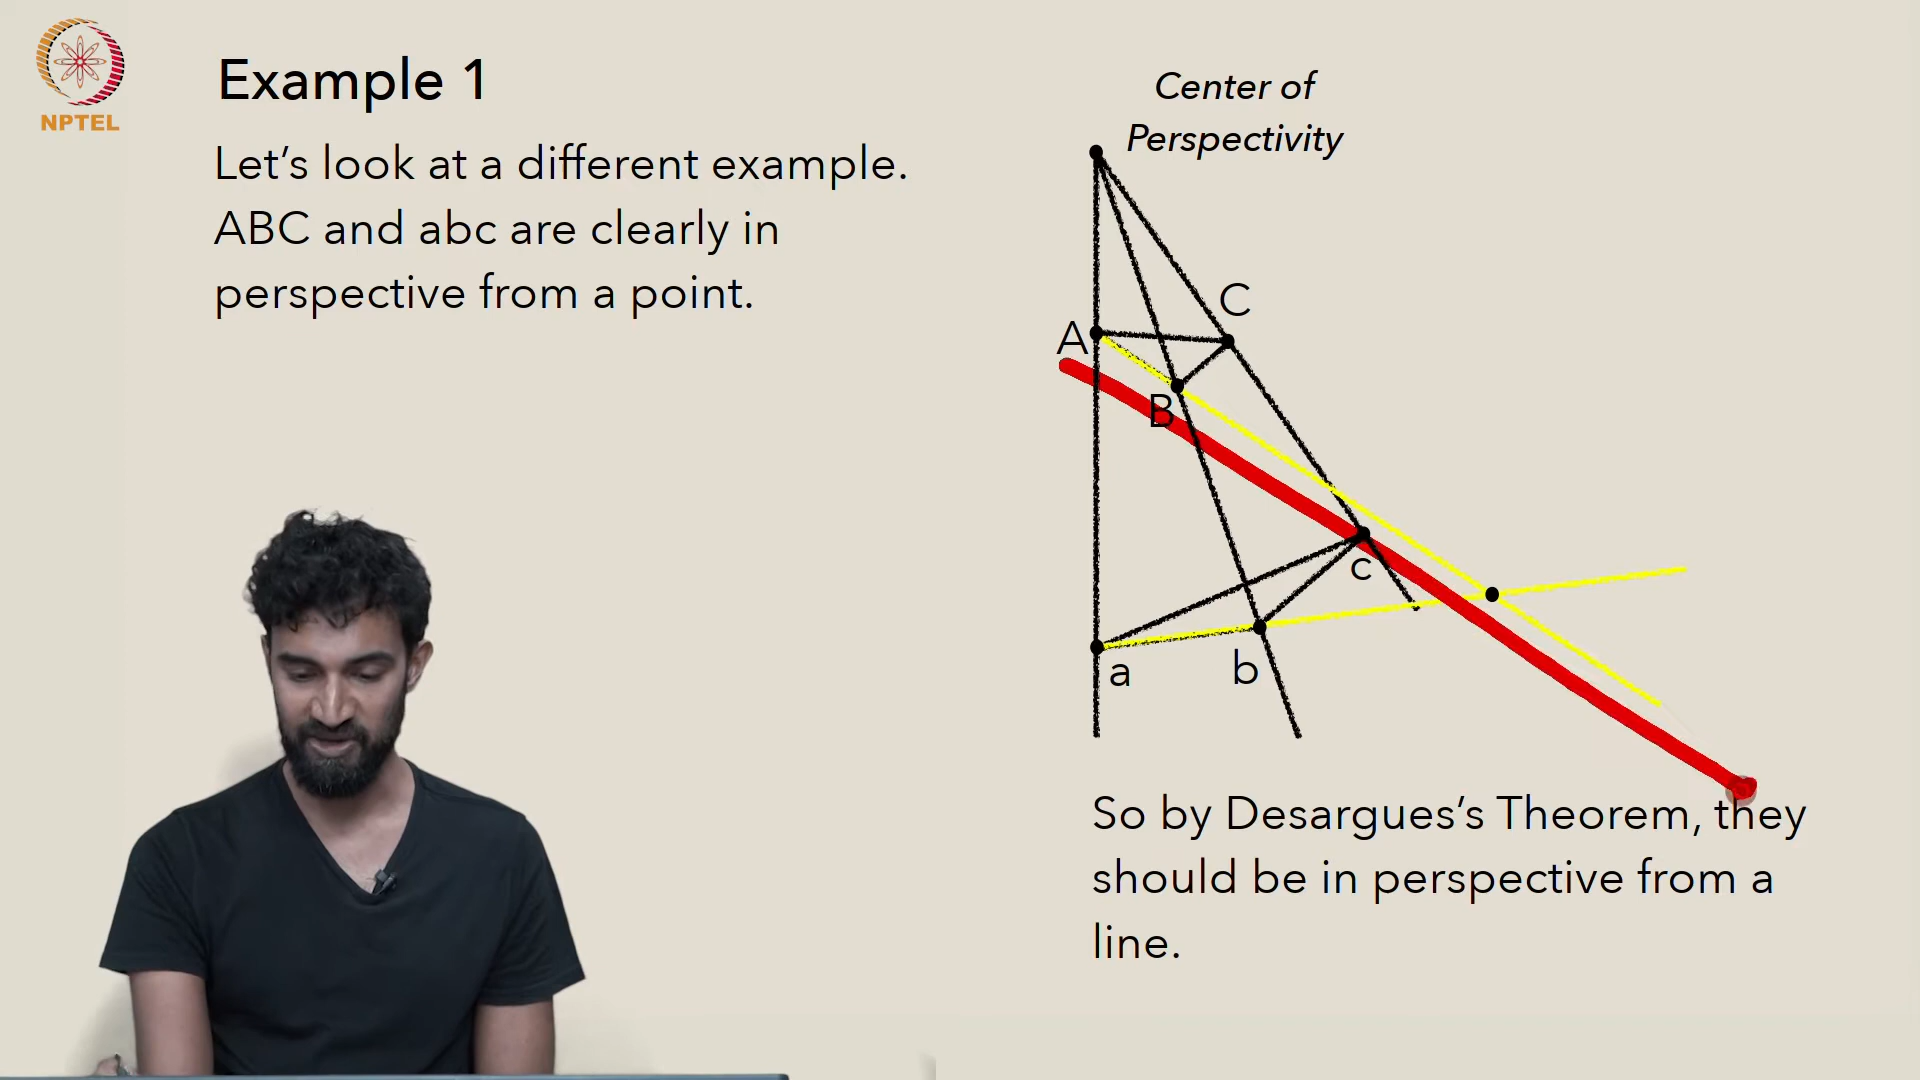 NPTEL
Example 1
Let’s look at a different example.
ABC and abc are clearly in
perspective from a point.
Center of
Perspectivity
C
A
B
c
a
b
So by Desargues’s Theorem, they
should be in perspective from a
line.